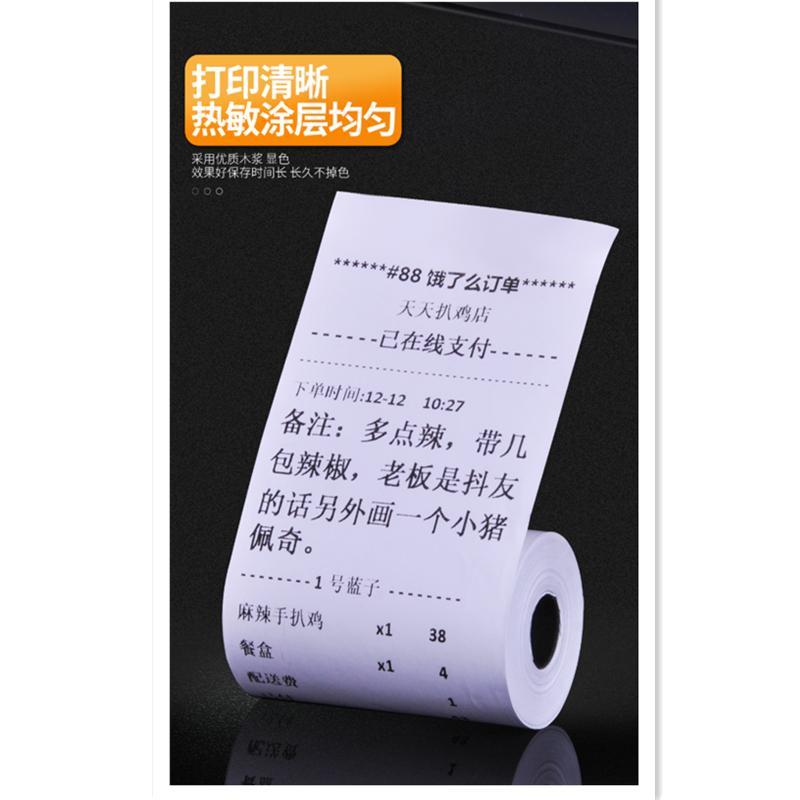 打印清晰
热敏涂层均匀
采用优质木浆 显色
效果好保存时间长 长久不掉色
******#88 饿了么订单******
天天扒鸡店
------已在线支付------
下单时间:12-12 10:27
备注：多点辣，带几
包辣椒，老板是抖友
的话另外画一个小猪
佩奇。
--------1 号蓝子 --------
麻辣手扒鸡 x1 38
餐盒 x1 4
配送费 1